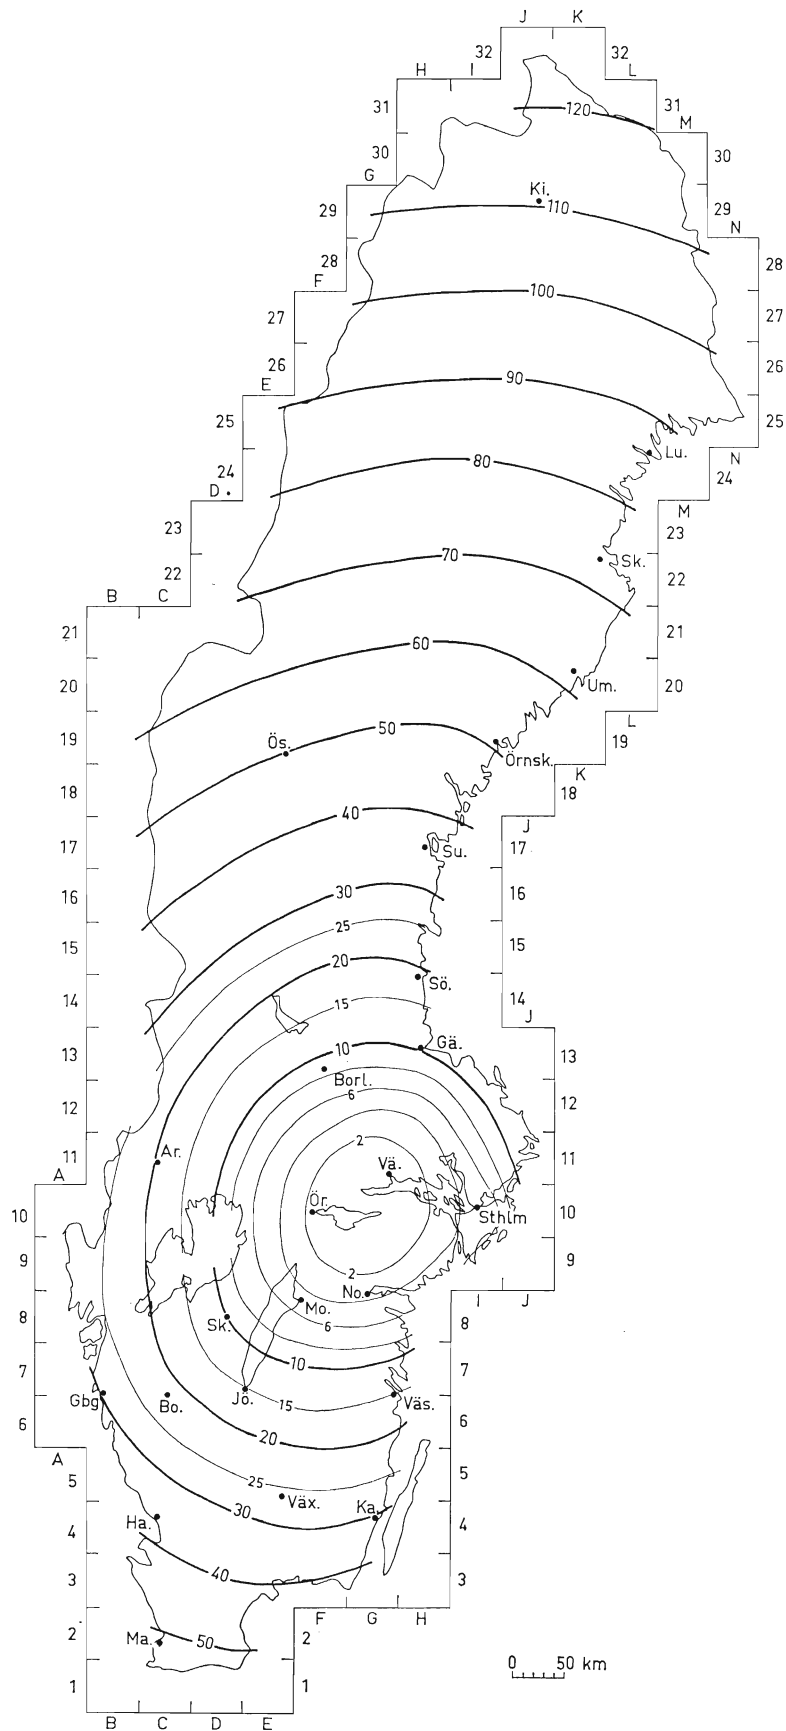 J K
32 32
H I L
31 120 31
M
30 30
G
Ki.
29 110 29
N
28 28
F
100
27 27
26 26
E 90
25 25
Lu.
80 N
24 24
D M
23 23
70 Sk.
22 22
B C
21 21
60
20 Um. 20
L
50
19 Ös. 19
Örnsk.
K
18 18
40 J
17 Su. 17
30
16 16
25
15 15
20
Sö.
14 15 14
J
Gä.
13 10 13
Borl.
12 6 12
2
11 Ar. 11
A Vä.
Ör
10 Sthlm 10
9 2 9
No.
I J
Mo.
8 Sk. 6 8
10
7 7
Jö.
Gbg Bo. 15 Väs.
6 20 6
A
5 25 5
Väx.
30 Ka.
Ha.
4 4
40
3 3
F G H
2 Ma. 50 2
0 50 km
1 1
B C D E